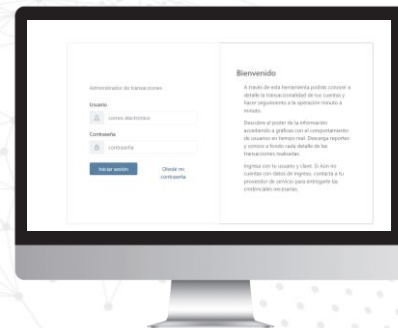 Administrador de transacciones
Usuario
correo electrónico
Contraseña
contraseña
Iniciar sesión
Olvidé mi
contraseña
Bienvenido
A través de esta herramienta podrás conocer a
detalle la transaccionalidad de tus cuentas y
hacer seguimiento a la operación minuto a
minuto.
Descubre el poder de la información
accediendo a gráficas con el comportamiento
de usuarios en tiempo real. Descarga reportes
y conoce a fondo cada detalle de las
transacciones realizadas.
Ingresa con tu usuario y clave. Si aún no
cuentas con datos de ingreso, contacta a tu
proveedor de servicio para entregarte las
credenciales necesarias.